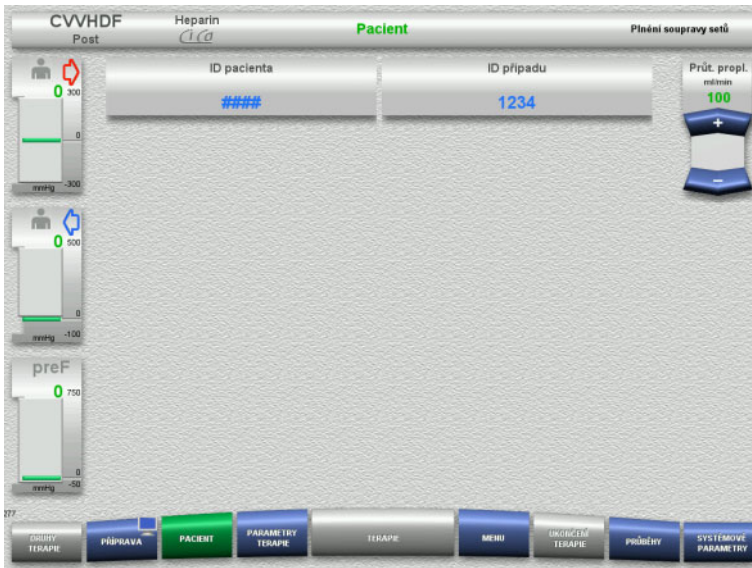 CVVHDF
Post
Heparin
CiCa
Pacient
Plnění soupravy setů
0
300
0
mmHg
-300
ID pacienta
####
ID případu
1234
Průt. propl.
ml/min
100
+
−
0
500
0
mmHg
-100
preF
0
750
0
mmHg
-50
277
DRUHY
TERAPIE
PŘÍPRAVA
PACIENT
PARAMETRY
TERAPIE
TERAPIE
MENU
UKONČENÍ
TERAPIE
PRŮBĚHY
SYSTÉMOVÉ
PARAMETRY